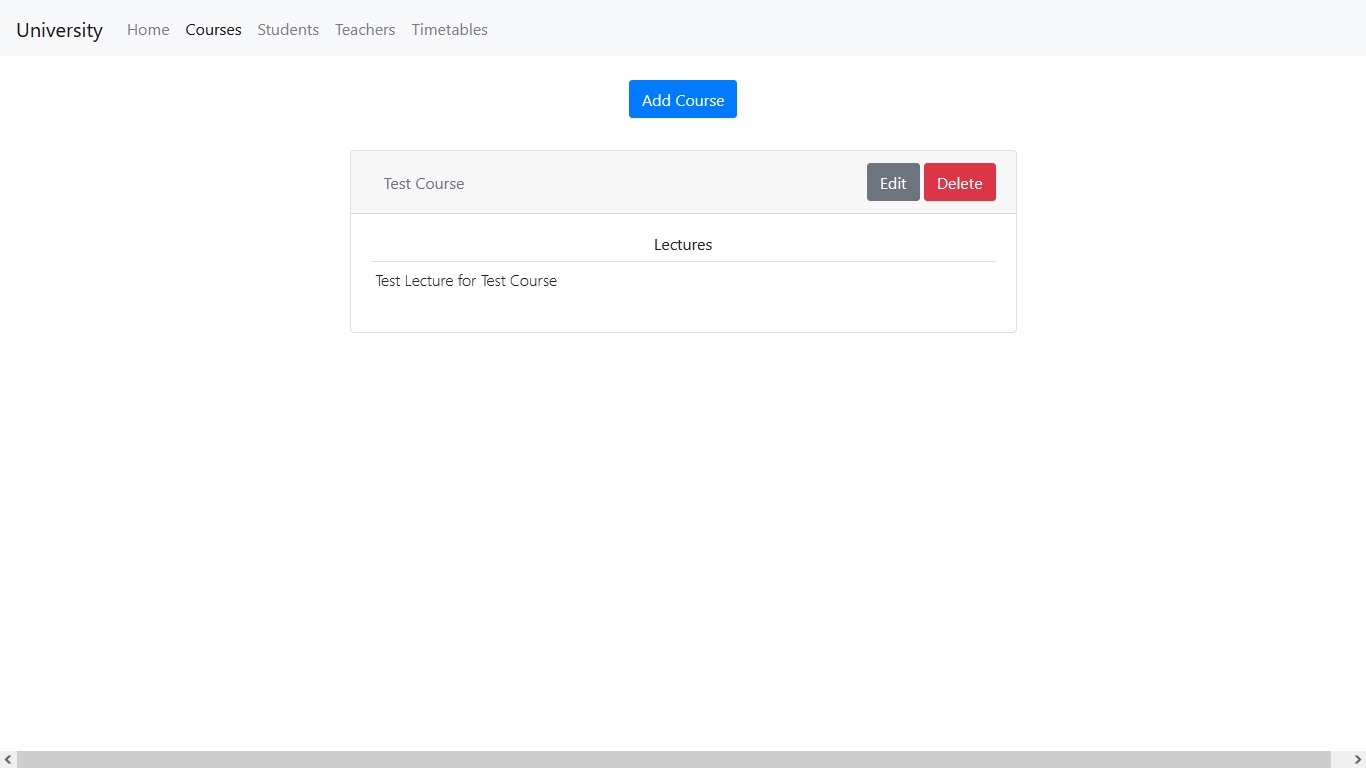 University Home Courses Students Teachers Timetables
Add Course
Test Course Edit Delete
Lectures
Test Lecture for Test Course